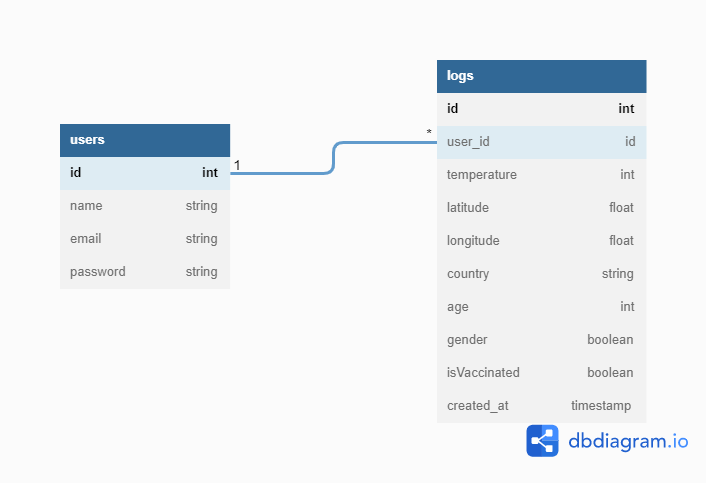 users
id int
name string
email string
password string
1
*
logs
id int
user_id id
temperature int
latitude float
longitude float
country string
age int
gender boolean
isVaccinated boolean
created_at timestamp
dbdiagram.io